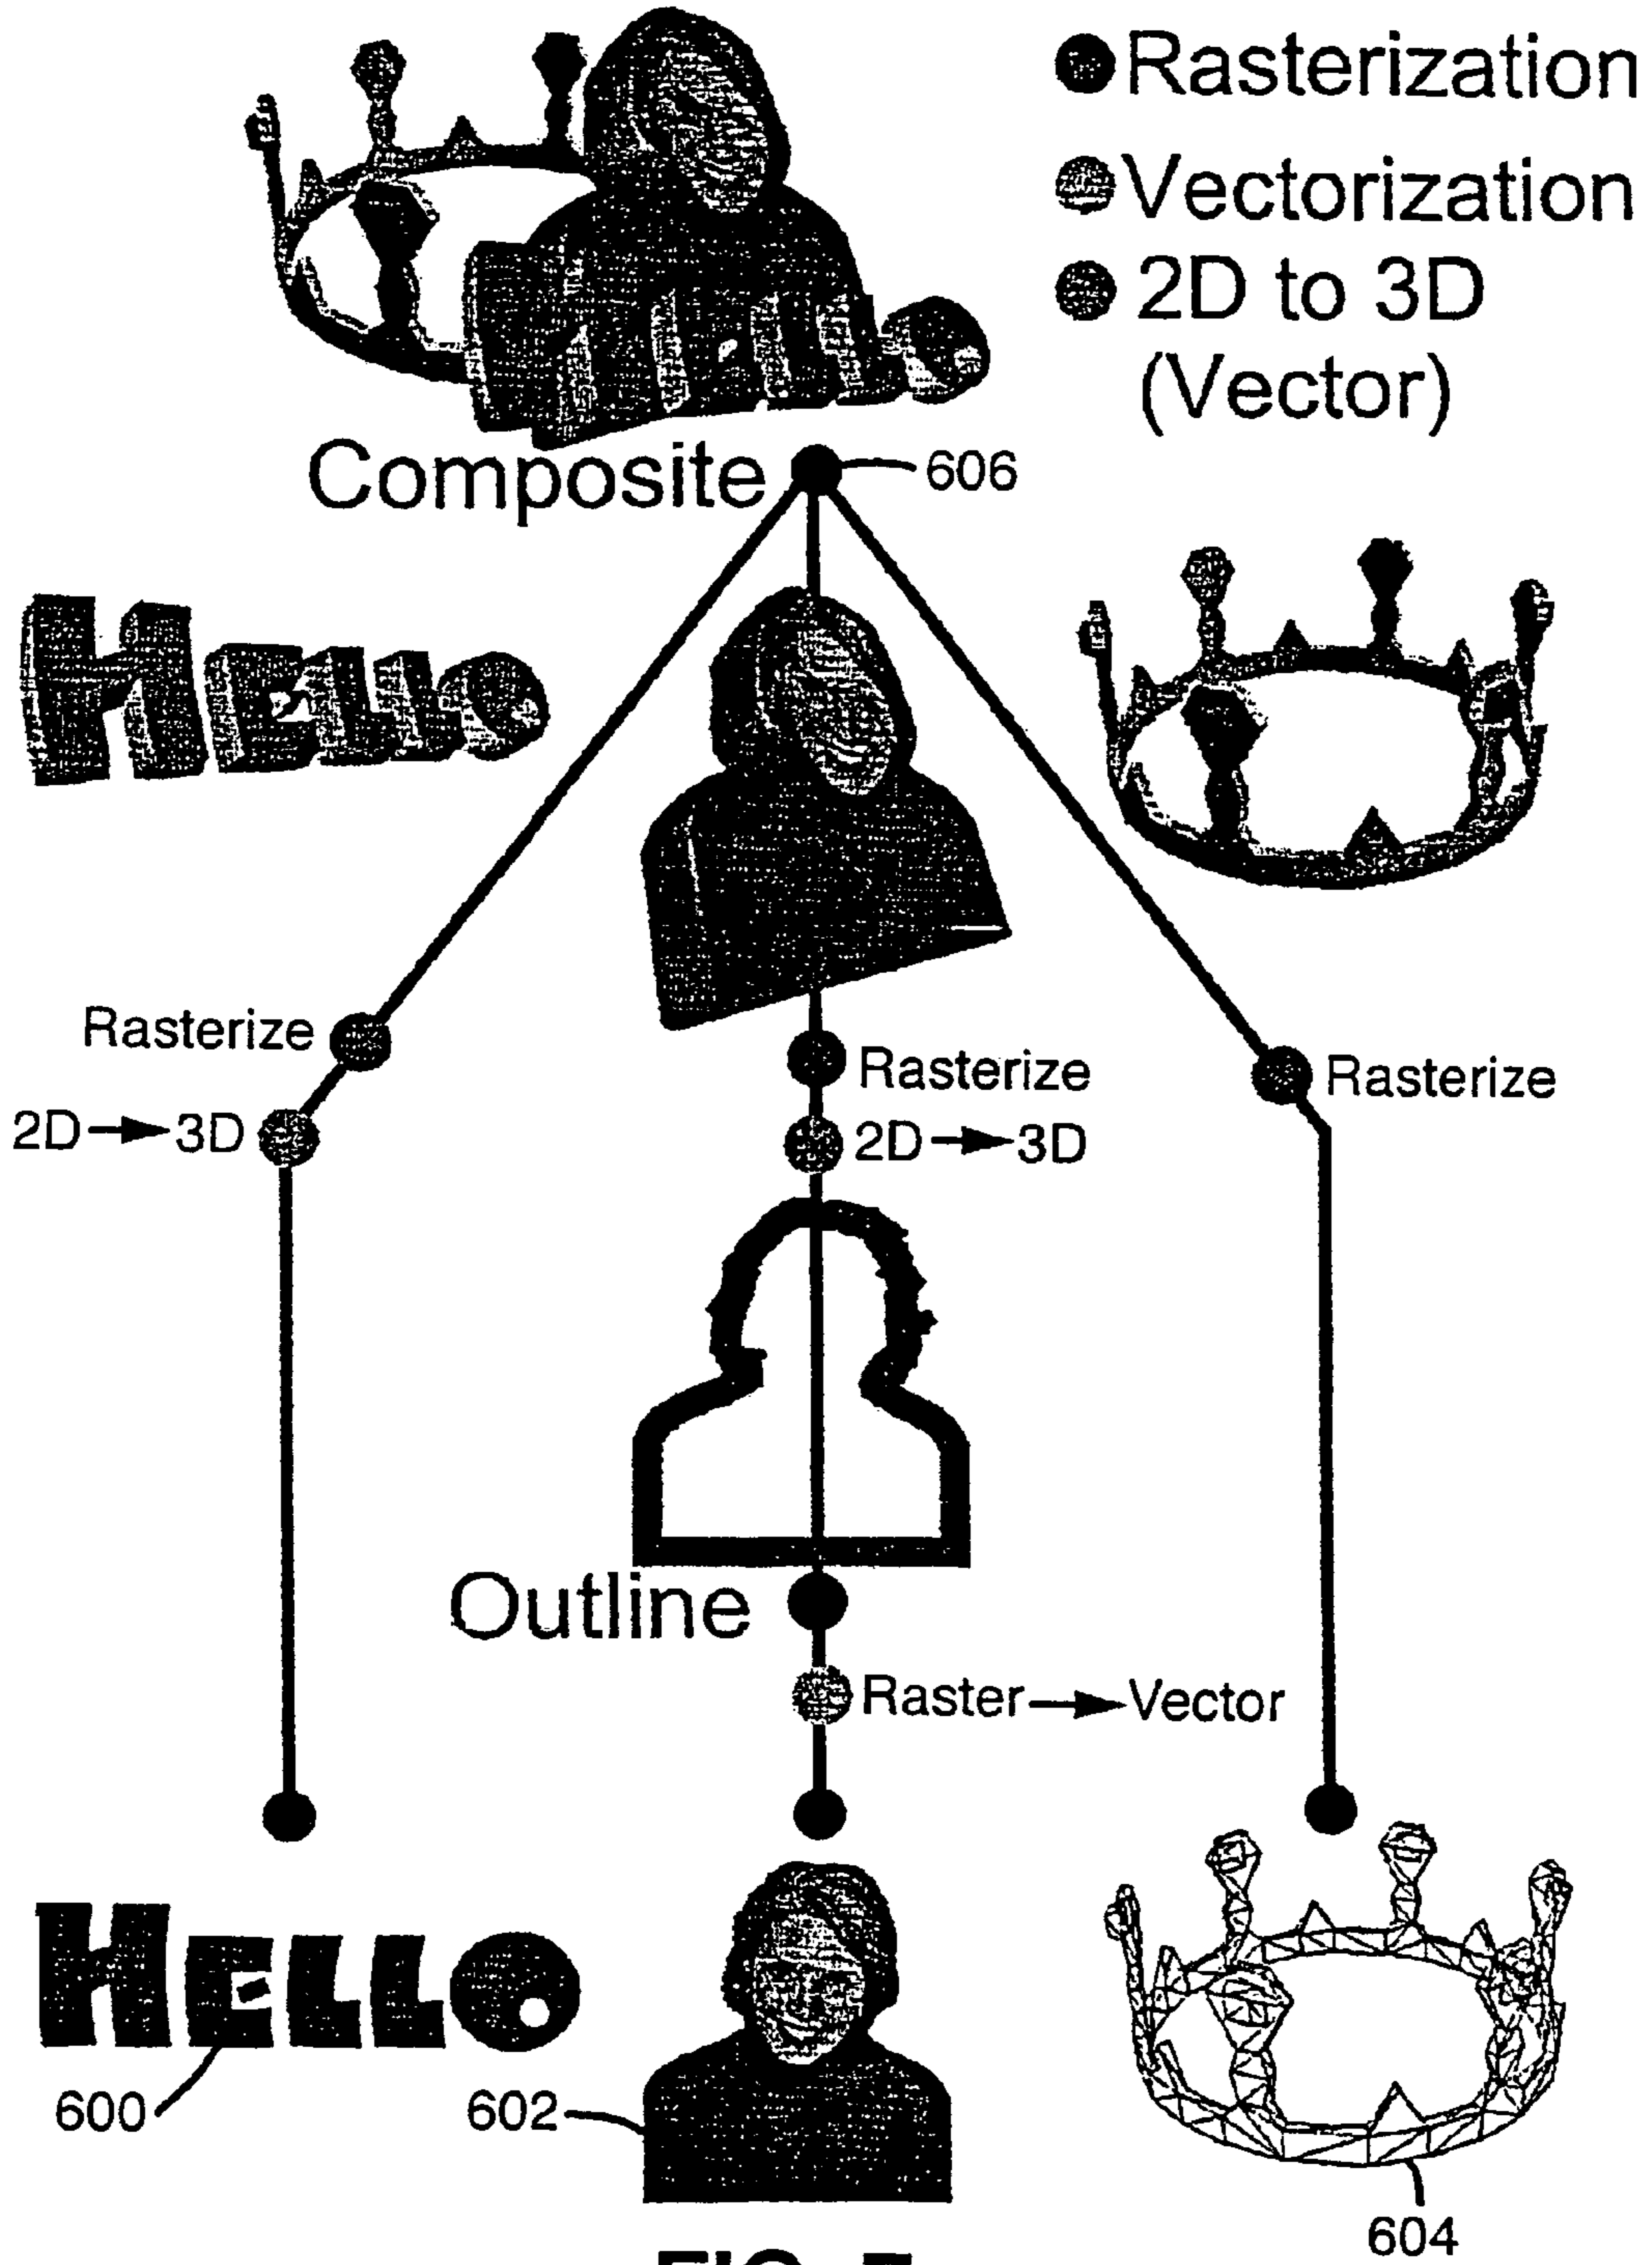 Rasterization
Vectorization
2D to 3D
(Vector)
Composite
606
HELLO
HELLO
Rasterize
Rasterize
Rasterize
2D → 3D
2D → 3D
Outline
Raster → Vector
HELLO
600
602
604